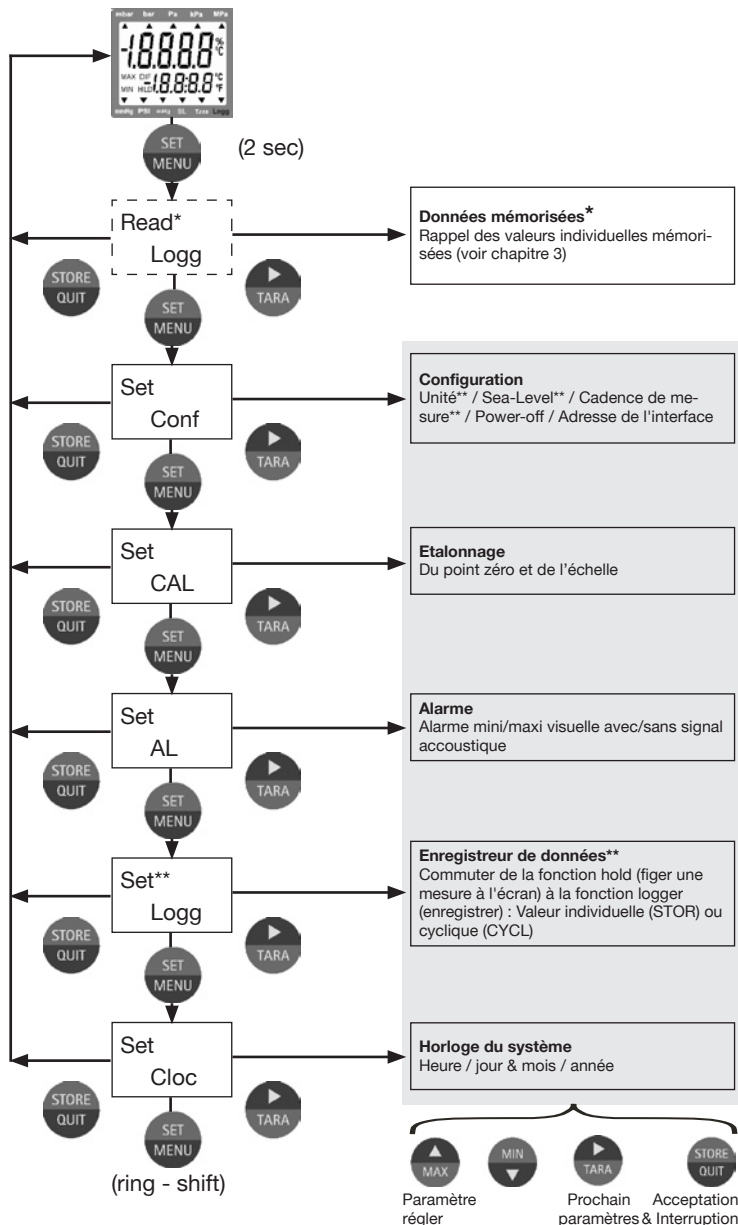 mbar bar Pa kPa MPa
-1.8.8.8.8 % °C
MAX DIF
MIN HLD -1.8.8:8.8 °C °F
mmHg PSI mHg SL Tara Logg
SET
MENU
(2 sec)
Read*
Logg
STORE
QUIT
SET
MENU
TARA
Données mémorisées*
Rappel des valeurs individuelles mémori-
sées (voir chapitre 3)
Set
Conf
STORE
QUIT
SET
MENU
TARA
Configuration
Unité** / Sea-Level** / Cadence de me-
sure** / Power-off / Adresse de l'interface
Set
CAL
STORE
QUIT
SET
MENU
TARA
Etalonnage
Du point zéro et de l'échelle
Set
AL
STORE
QUIT
SET
MENU
TARA
Alarme
Alarme mini/maxi visuelle avec/sans signal
accoustique
Set**
Logg
STORE
QUIT
SET
MENU
TARA
Enregistreur de données**
Commuter de la fonction hold (figer une
mesure à l'écran) à la fonction logger
(enregistrer) : Valeur individuelle (STOR) ou
cyclique (CYCL)
Set
Cloc
STORE
QUIT
SET
MENU
TARA
Horloge du système
Heure / jour & mois / année
(ring - shift)
MAX
MIN
TARA
STORE
QUIT
Paramètre
régler
Prochain
paramètres
Acceptation
& Interruption